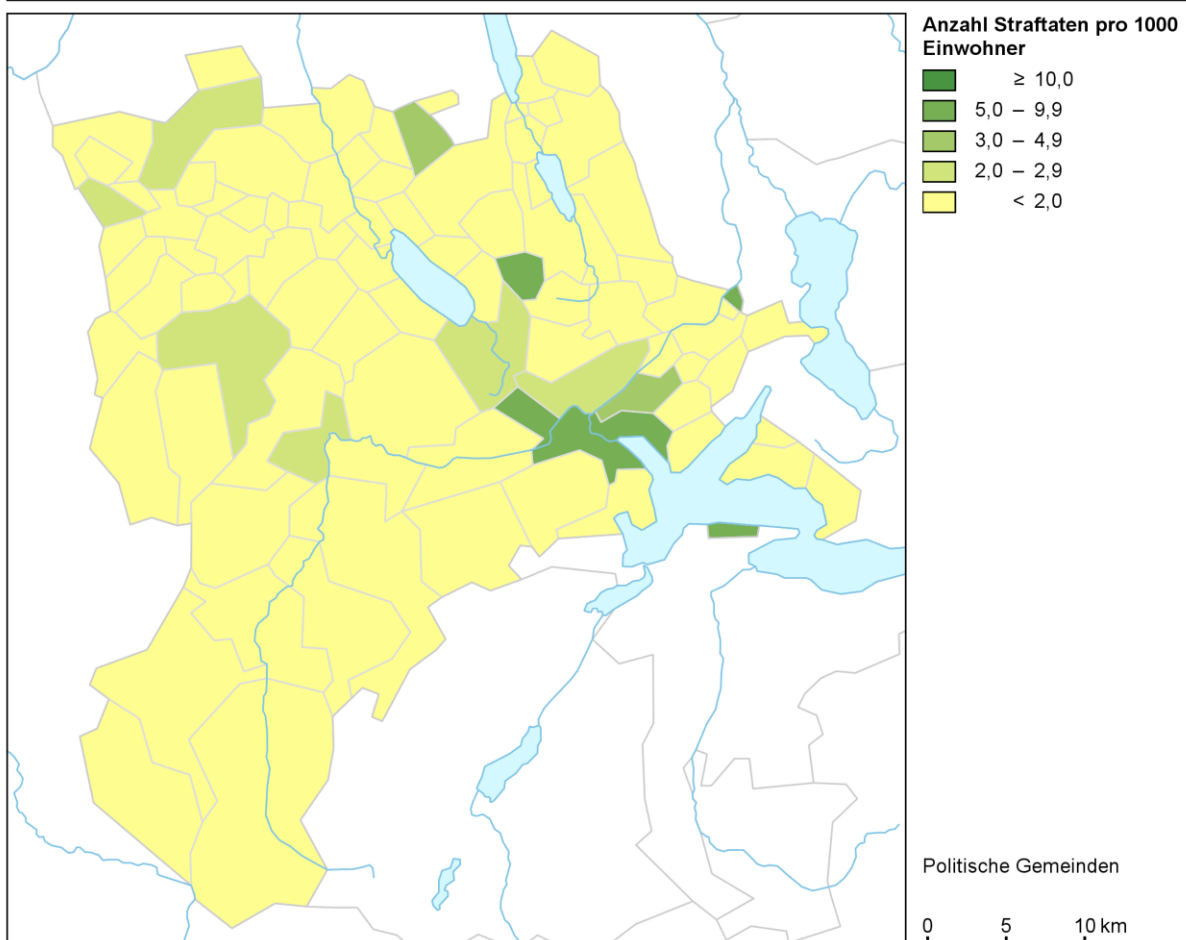 Anzahl Straftaten pro 1000
Einwohner
≥ 10,0
5,0 – 9,9
3,0 – 4,9
2,0 – 2,9
< 2,0
Politische Gemeinden
0 5 10 km